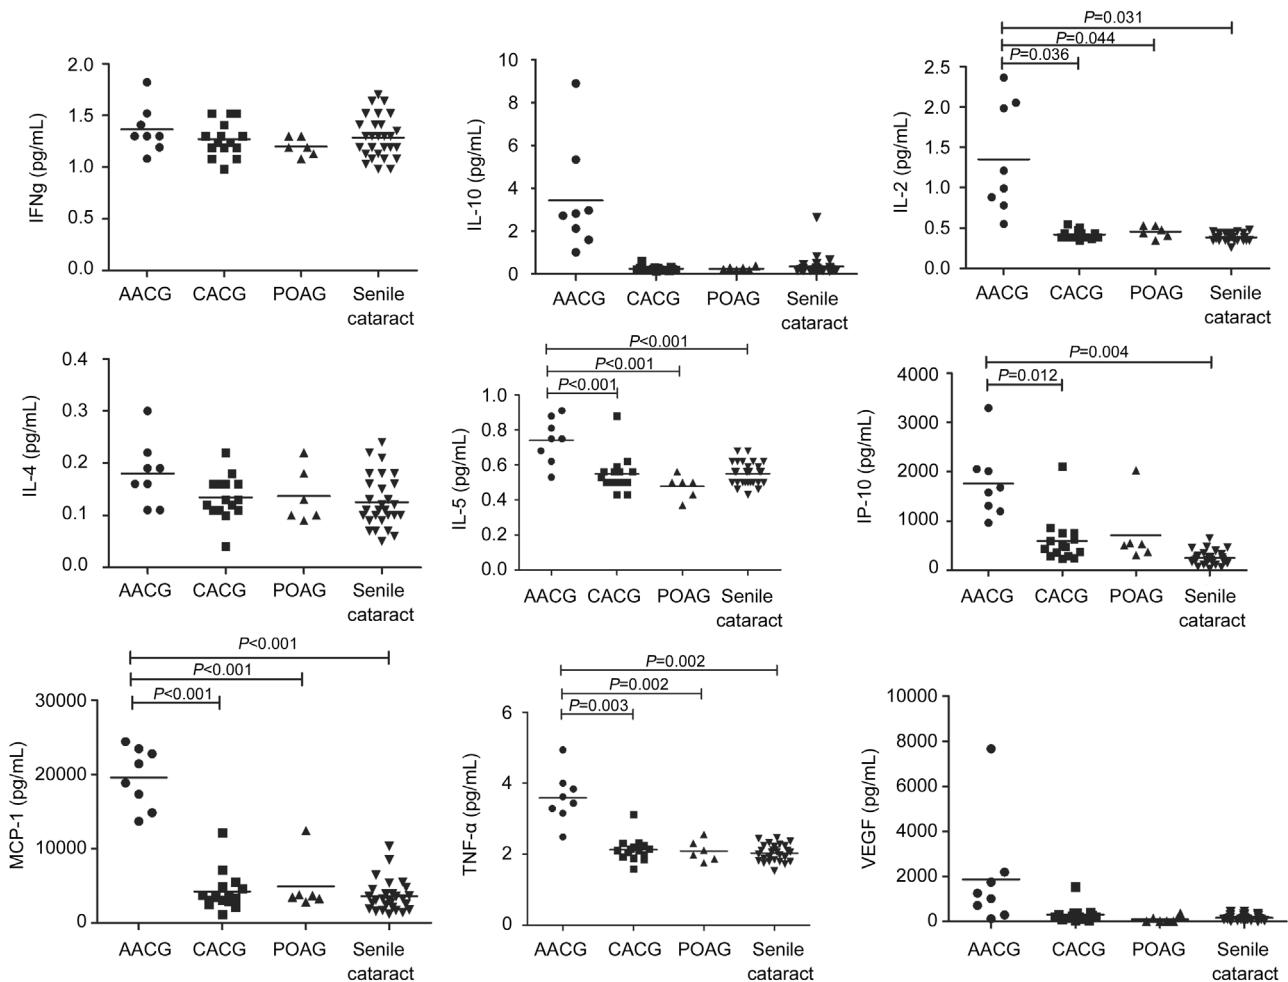 IFNg (pg/mL)
2.0
1.5
1.0
0.5
0.0
AACG CACG POAG Senile
cataract
IL-10 (pg/mL)
10
8
6
4
2
0
AACG CACG POAG Senile
cataract
P=0.031
P=0.044
P=0.036
IL-2 (pg/mL)
2.5
2.0
1.5
1.0
0.5
0.0
AACG CACG POAG Senile
cataract
IL-4 (pg/mL)
0.4
0.3
0.2
0.1
0.0
AACG CACG POAG Senile
cataract
P<0.001
P<0.001
P<0.001
IL-5 (pg/mL)
1.0
0.8
0.6
0.4
0.2
0.0
AACG CACG POAG Senile
cataract
P=0.004
P=0.012
IP-10 (pg/mL)
4000
3000
2000
1000
0
AACG CACG POAG Senile
cataract
P<0.001
P<0.001
P<0.001
MCP-1 (pg/mL)
30000
20000
10000
0
AACG CACG POAG Senile
cataract
P=0.002
P=0.002
P=0.003
TNF-α (pg/mL)
6
4
2
0
AACG CACG POAG Senile
cataract
VEGF (pg/mL)
10000
8000
6000
4000
2000
0
AACG CACG POAG Senile
cataract